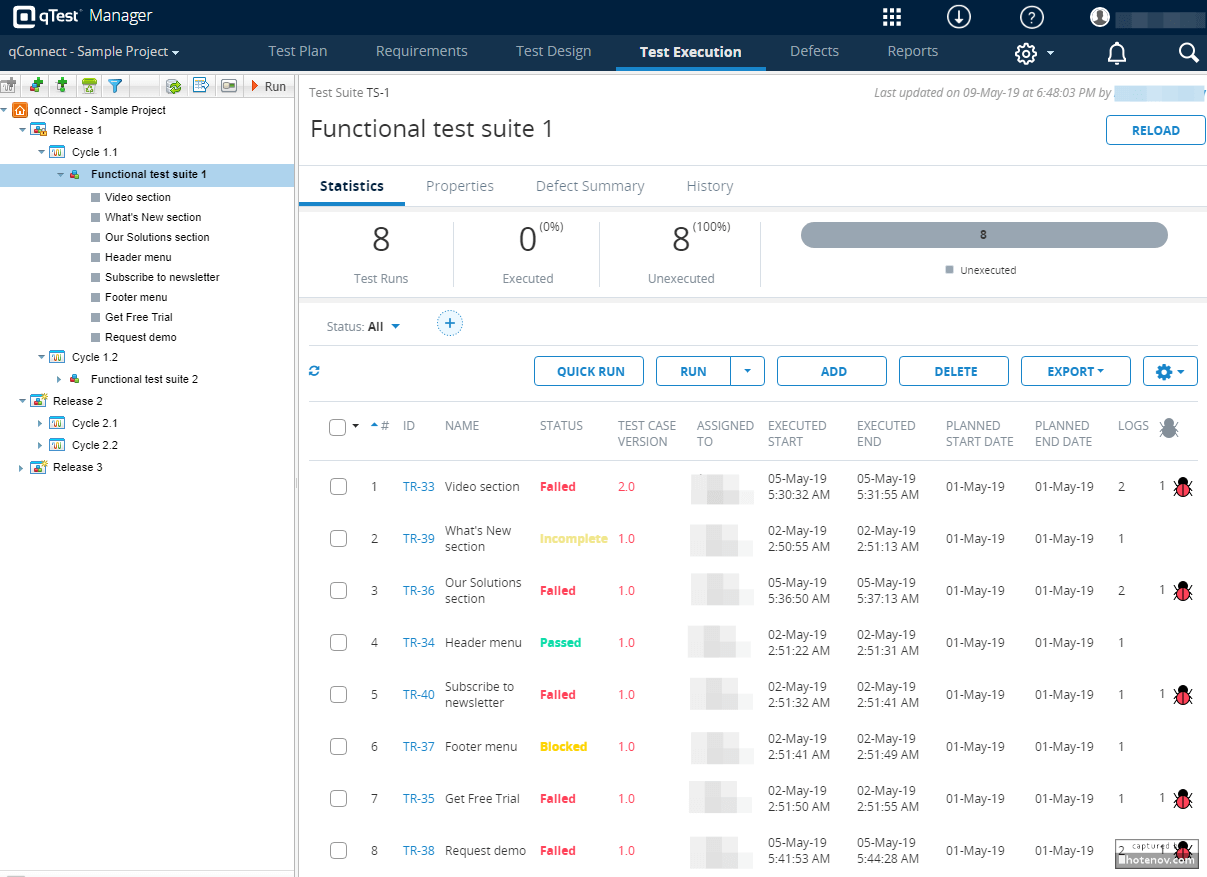 qTest Manager
qConnect - Sample Project
Test Plan
Requirements
Test Design
Test Execution
Defects
Reports
Run
qConnect - Sample Project
Release 1
Cycle 1.1
Functional test suite 1
Video section
What's New section
Our Solutions section
Header menu
Subscribe to newsletter
Footer menu
Get Free Trial
Request demo
Cycle 1.2
Functional test suite 2
Release 2
Cycle 2.1
Cycle 2.2
Release 3
Test Suite TS-1
Last updated on 09-May-19 at 6:48:03 PM by
Functional test suite 1
RELOAD
Statistics Properties Defect Summary History
8 0 (0%) 8 (100%) 8
Test Runs Executed Unexecuted Unexecuted
Status: All
QUICK RUN RUN ADD DELETE EXPORT
# ID NAME STATUS TEST CASE ASSIGNED EXECUTED EXECUTED PLANNED PLANNED LOGS
VERSION TO START END START DATE END DATE
05-May-19 05-May-19
1 TR-33 Video section Failed 2.0 01-May-19 01-May-19 2 1
5:30:32 AM 5:31:55 AM
What's New 02-May-19 02-May-19
2 TR-39 Incomplete 1.0 01-May-19 01-May-19 1
section 2:50:55 AM 2:51:13 AM
Our Solutions 05-May-19 05-May-19
3 TR-36 Failed 1.0 01-May-19 01-May-19 2 1
section 5:36:50 AM 5:37:13 AM
02-May-19 02-May-19
4 TR-34 Header menu Passed 1.0 01-May-19 01-May-19 1
2:51:22 AM 2:51:31 AM
Subscribe to 02-May-19 02-May-19
5 TR-40 Failed 1.0 01-May-19 01-May-19 1 1
newsletter 2:51:32 AM 2:51:41 AM
02-May-19 02-May-19
6 TR-37 Footer menu Blocked 1.0 01-May-19 01-May-19 1
2:51:41 AM 2:51:49 AM
02-May-19 02-May-19
7 TR-35 Get Free Trial Failed 1.0 01-May-19 01-May-19 1 1
2:51:50 AM 2:51:55 AM
05-May-19 05-May-19
8 TR-38 Request demo Failed 1.0 01-May-19 01-May-19 2 1
5:41:53 AM 5:44:28 AM
captured
hotenov.com